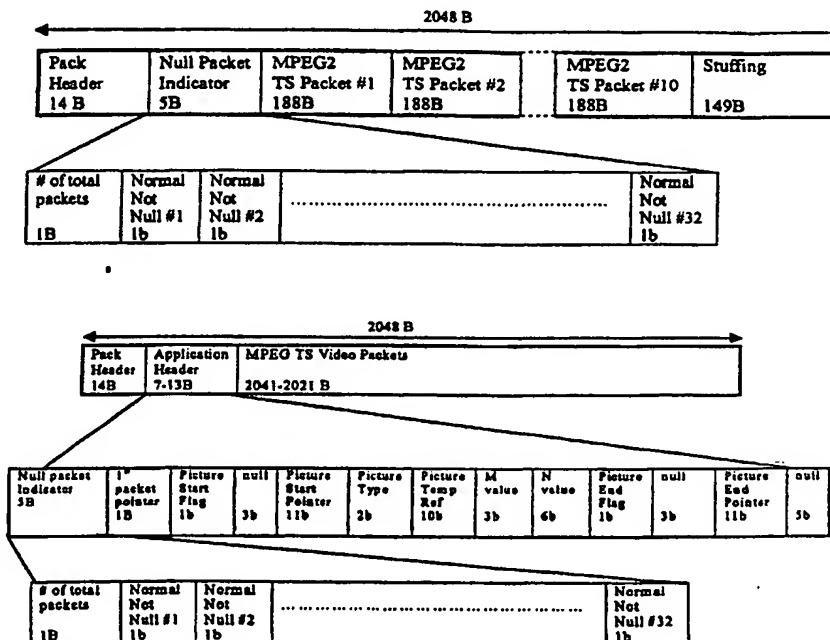 2048 B
Pack Header 14 B
Null Packet Indicator 5B
MPEG2 TS Packet #1 188B
MPEG2 TS Packet #2 188B
MPEG2 TS Packet #10 188B
Stuffing 149B
# of total packets 1B
Normal Not Null #1 1b
Normal Not Null #2 1b
Normal Not Null #32 1b
2048 B
Pack Header 14B
Application Header 7-13B
MPEG TS Video Packets 2041-2021 B
Null packet Indicator 5B
1" packet pointer 1B
Picture Start Flag 1b
null 3b
Picture Start Pointer 11b
Picture Type 2b
Picture Temp Ref 10b
M value 3b
N value 6b
Picture End Flag 1b
null 3b
Picture End Pointer 11b
null 5b
# of total packets 1B
Normal Not Null #1 1b
Normal Not Null #2 1b
Normal Not Null #32 1b